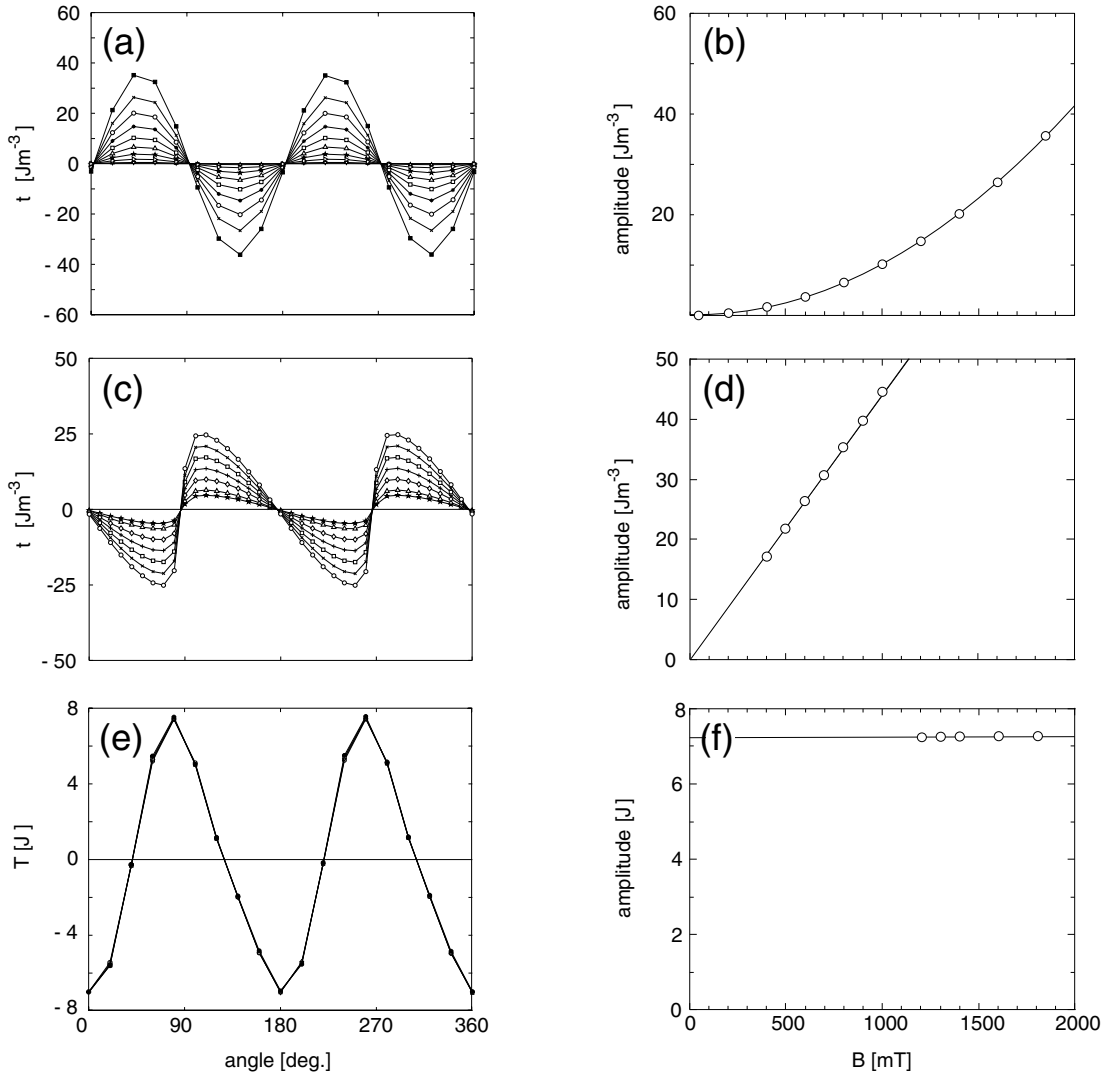 (a)
60
40
20
0
- 20
- 40
- 60
t [Jm-3]
(b)
60
40
20
amplitude [Jm-3]
(c)
50
25
0
-25
- 50
t [Jm-3]
(d)
50
40
30
20
10
0
amplitude [Jm-3]
(e)
8
4
0
- 4
- 8
T [J ]
0 90 180 270 360
angle [deg.]
(f)
8
6
4
2
0
amplitude [J]
0 500 1000 1500 2000
B [mT]